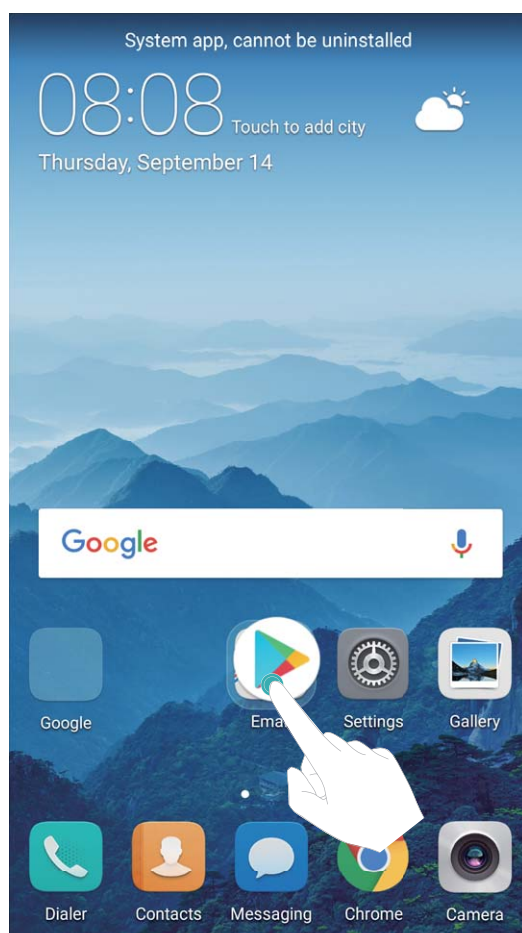 System app, cannot be uninstalled
08:08 Touch to add city
Thursday, September 14
Google
Google
Settings
Gallery
Dialer
Contacts
Messaging
Chrome
Camera